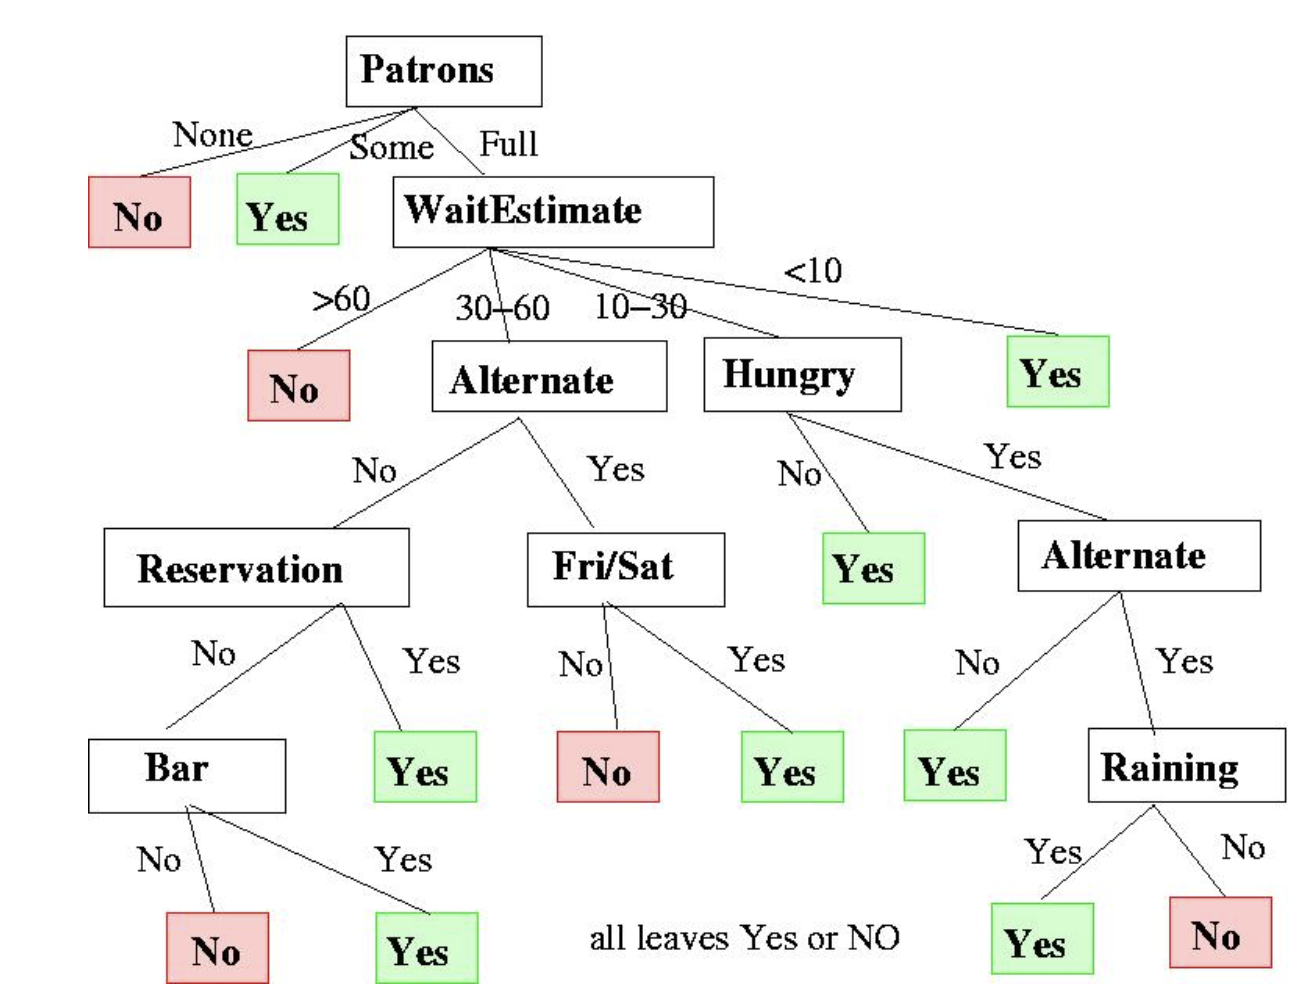 Patrons
None
Some
Full
No
Yes
WaitEstimate
>60
30–60
10–30
<10
No
Alternate
Hungry
Yes
No
Yes
No
Yes
Reservation
Fri/Sat
Yes
Alternate
No
Yes
No
Yes
No
Yes
Bar
Yes
No
Yes
Yes
Raining
No
Yes
Yes
No
No
Yes
all leaves Yes or NO
Yes
No